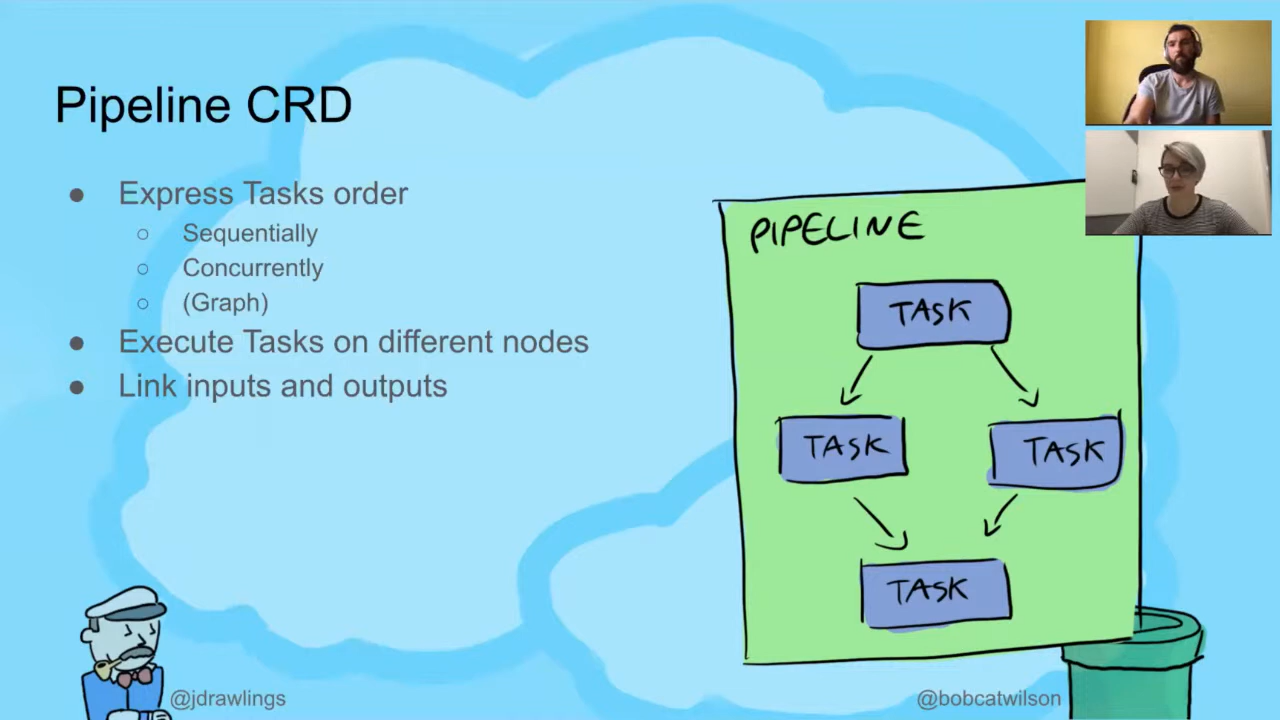 Pipeline CRD
● Express Tasks order
○ Sequentially
○ Concurrently
○ (Graph)
● Execute Tasks on different nodes
● Link inputs and outputs
PIPELINE
TASK
TASK
TASK
TASK
@jdrawlings
@bobcatwilson